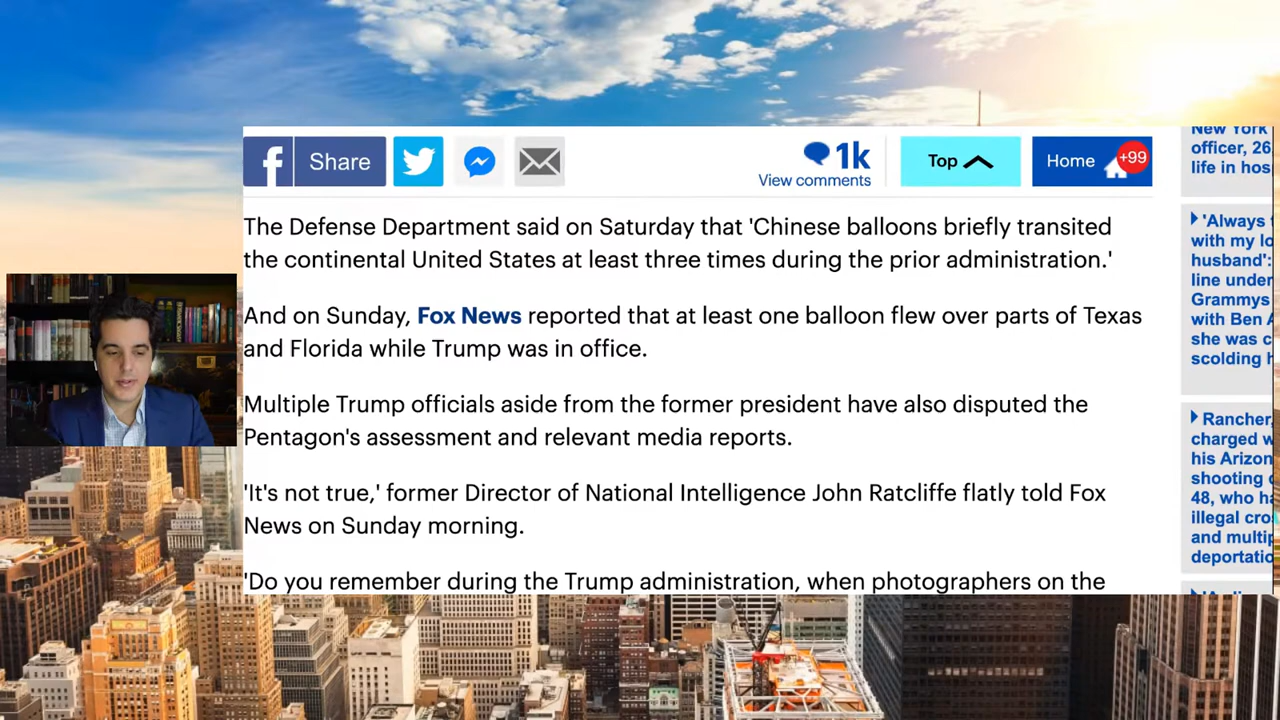 Share
1k
View comments
Top
Home
+99
The Defense Department said on Saturday that 'Chinese balloons briefly transited
the continental United States at least three times during the prior administration.'
And on Sunday, Fox News reported that at least one balloon flew over parts of Texas
and Florida while Trump was in office.
Multiple Trump officials aside from the former president have also disputed the
Pentagon's assessment and relevant media reports.
'It's not true,' former Director of National Intelligence John Ratcliffe flatly told Fox
News on Sunday morning.
'Do you remember during the Trump administration, when photographers on the
New York
officer, 26
life in hos
'Always
with my lo
husband':
line under
Grammys
with Ben
she was c
scolding
Rancher,
charged w
his Arizon
shooting
48, who ha
illegal cro
and multip
deportatio